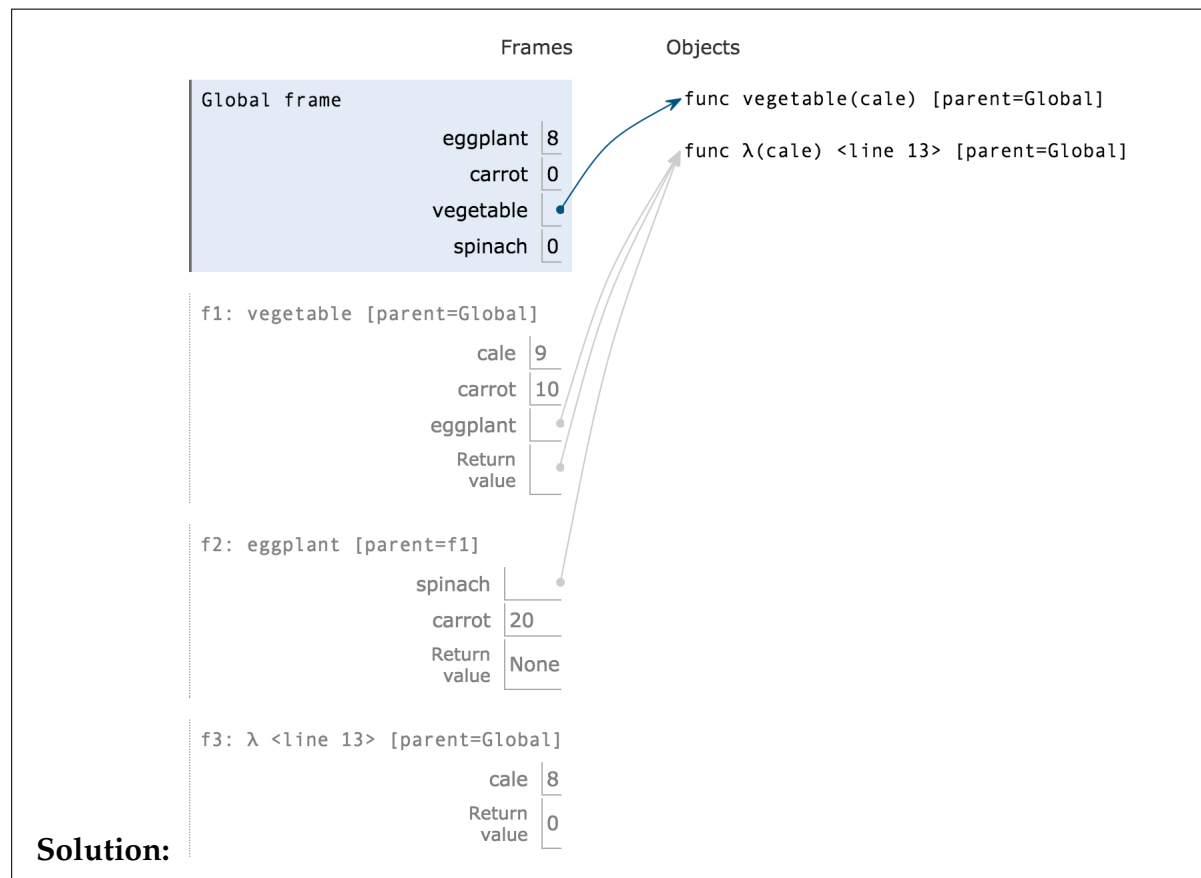 Frames Objects
Global frame
func vegetable(cale) [parent=Global]
eggplant 8
func λ(cale) <line 13> [parent=Global]
carrot 0
vegetable
spinach 0
f1: vegetable [parent=Global]
cale 9
carrot 10
eggplant
Return
value
f2: eggplant [parent=f1]
spinach
carrot 20
Return
value None
f3: λ <line 13> [parent=Global]
cale 8
Return
value 0
Solution: